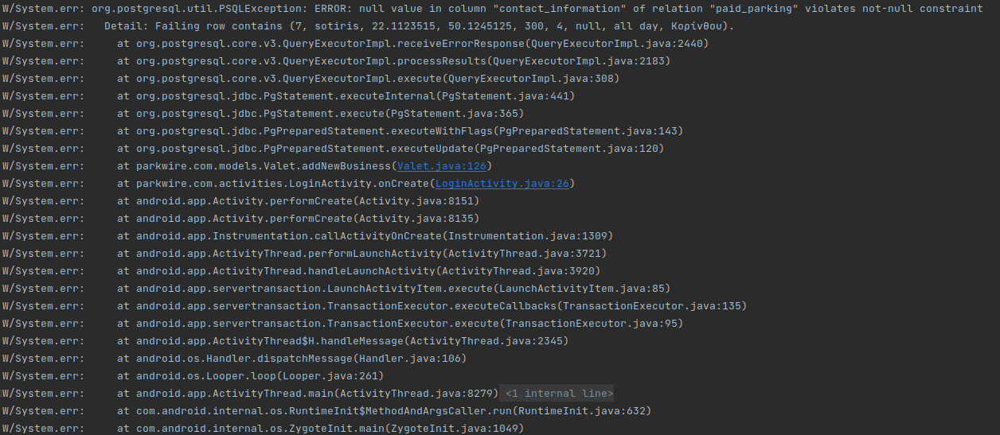 W/System.err: org.postgresql.util.PSQLException: ERROR: null value in column "contact_information" of relation "paid_parking" violates not-null constraint
W/System.err:   Detail: Failing row contains (7, sotiris, 22.1123515, 50.1245125, 300, 4, null, all day, Κορίνθου).
W/System.err:     at org.postgresql.core.v3.QueryExecutorImpl.receiveErrorResponse(QueryExecutorImpl.java:2440)
W/System.err:     at org.postgresql.core.v3.QueryExecutorImpl.processResults(QueryExecutorImpl.java:2183)
W/System.err:     at org.postgresql.core.v3.QueryExecutorImpl.execute(QueryExecutorImpl.java:308)
W/System.err:     at org.postgresql.jdbc.PgStatement.executeInternal(PgStatement.java:441)
W/System.err:     at org.postgresql.jdbc.PgStatement.execute(PgStatement.java:365)
W/System.err:     at org.postgresql.jdbc.PgPreparedStatement.executeWithFlags(PgPreparedStatement.java:143)
W/System.err:     at org.postgresql.jdbc.PgPreparedStatement.executeUpdate(PgPreparedStatement.java:120)
W/System.err:     at parkwire.com.models.Valet.addNewBusiness(Valet.java:126)
W/System.err:     at parkwire.com.activities.LoginActivity.onCreate(LoginActivity.java:26)
W/System.err:     at android.app.Activity.performCreate(Activity.java:8151)
W/System.err:     at android.app.Activity.performCreate(Activity.java:8135)
W/System.err:     at android.app.Instrumentation.callActivityOnCreate(Instrumentation.java:1309)
W/System.err:     at android.app.ActivityThread.performLaunchActivity(ActivityThread.java:3721)
W/System.err:     at android.app.ActivityThread.handleLaunchActivity(ActivityThread.java:3920)
W/System.err:     at android.app.servertransaction.LaunchActivityItem.execute(LaunchActivityItem.java:85)
W/System.err:     at android.app.servertransaction.TransactionExecutor.executeCallbacks(TransactionExecutor.java:135)
W/System.err:     at android.app.servertransaction.TransactionExecutor.execute(TransactionExecutor.java:95)
W/System.err:     at android.app.ActivityThread$H.handleMessage(ActivityThread.java:2345)
W/System.err:     at android.os.Handler.dispatchMessage(Handler.java:106)
W/System.err:     at android.os.Looper.loop(Looper.java:261)
W/System.err:     at android.app.ActivityThread.main(ActivityThread.java:8279) <1 internal line>
W/System.err:     at com.android.internal.os.RuntimeInit$MethodAndArgsCaller.run(RuntimeInit.java:632)
W/System.err:     at com.android.internal.os.ZygoteInit.main(ZygoteInit.java:1049)